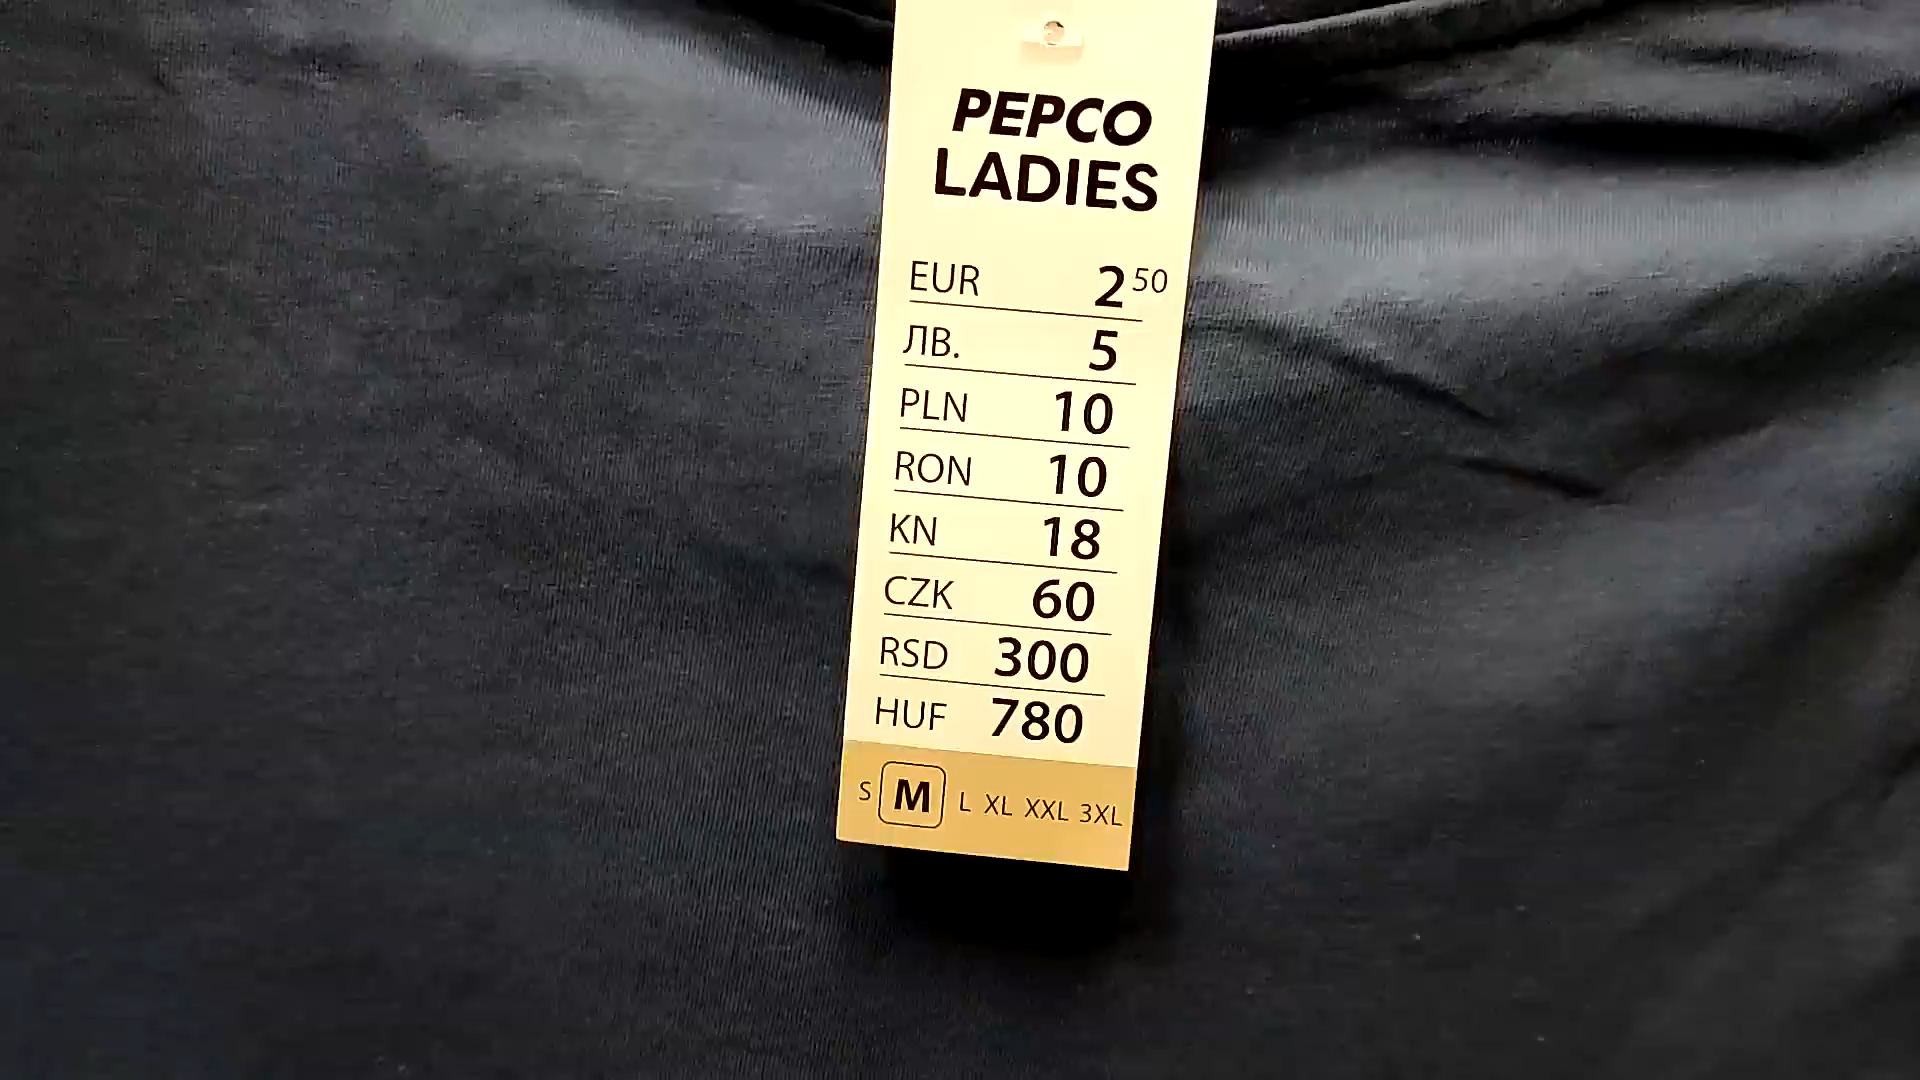 PEPCO
LADIES
EUR 2 50
ЛВ. 5
PLN 10
RON 10
KN 18
CZK 60
RSD 300
HUF 780
S M L XL XXL 3XL